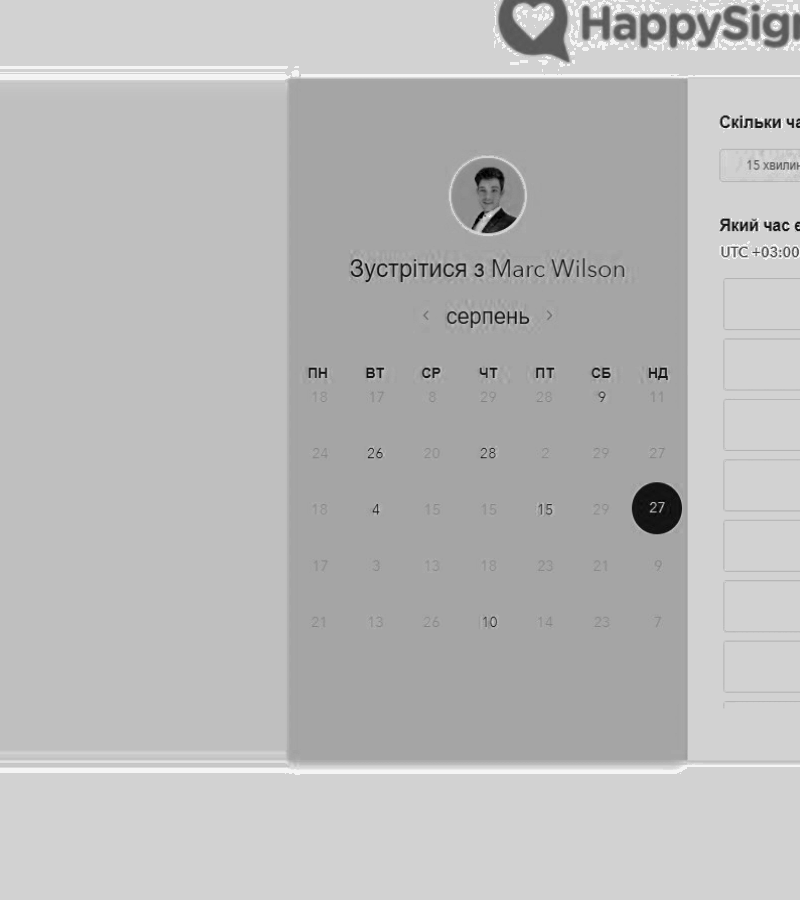 HappySig
Зустрітися з Marc Wilson
‹ серпень ›
ПН ВТ СР ЧТ ПТ СБ НД
18 17 8 29 28 9 11
24 26 20 28 2 29 27
18 4 15 15 15 29 27
17 3 13 18 23 21 9
21 13 26 10 14 23 7
Скільки ча
15 хвилин
Який час є
UTC +03:00